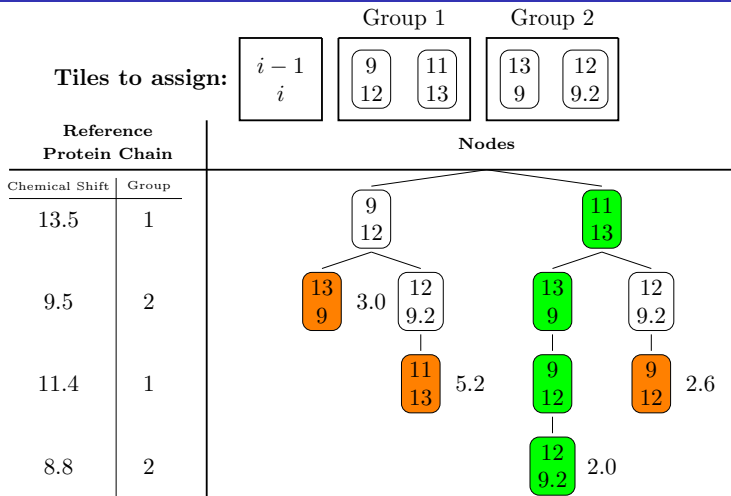 Group 1 Group 2
Tiles to assign:
i − 1 9 11 13 12
i 12 13 9 9.2
Reference
Protein Chain
Nodes
Chemical Shift Group
13.5 1
9 11
12 13
9.5 2
13 12 13 12
9 3.0 9.2 9 9.2
11.4 1
11 9 9
13 5.2 12 12 2.6
8.8 2
12
9.2 2.0